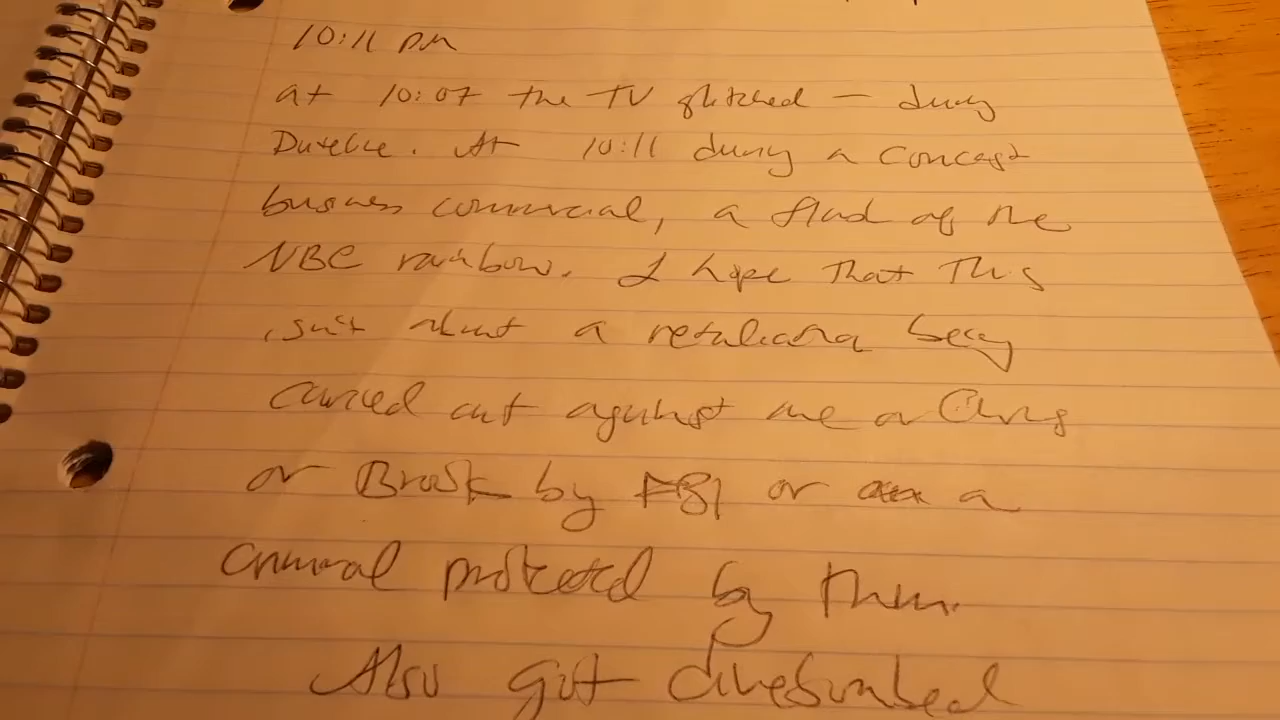 10:11 pm
at 10:07 the TV glitched – during
Dateline. At 10:11 during a Comcast
business commercial, a flash of the
NBC rainbow. I hope that this
isn't about a retaliation being
carried out against me or Chris
or Brook by FBI or a
criminal protected by them.
Also got divebombed